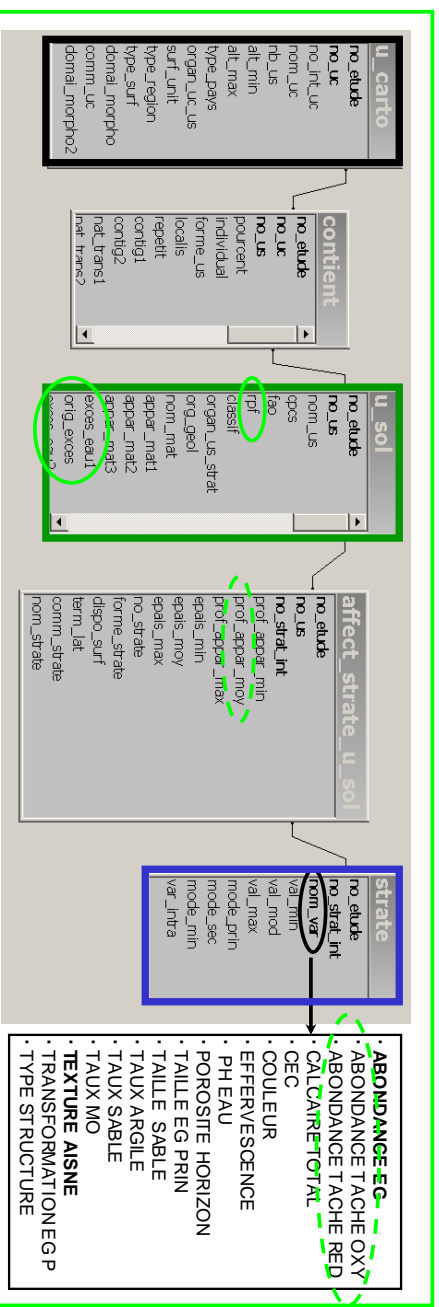 u_carto
no_etude
no_uc
no_int_uc
nom_uc
nb_us
alt_min
alt_max
type_pays
organ_uc_us
surf_unit
type_region
type_surf
domai_morpho
comm_uc
domai_morpho2
contient
no_etude
no_uc
no_us
pourcent
individual
forme_us
localis
repetit
contig1
contig2
nat_trans1
nat_trans2
u_sol
no_etude
no_us
nom_us
cpcs
fao
rpf
classif
organ_us_strat
org_geol
nom_mat
appar_mat1
appar_mat2
appar_mat3
exces_eau1
orig_exces
exces_eau2
affect_strate_u_sol
no_etude
no_us
no_strat_int
prof_appar_min
prof_appar_moy
prof_appar_max
epais_min
epais_moy
epais_max
no_strate
forme_strate
dispo_surf
term_lat
comm_strate
nom_strate
strate
no_etude
no_strat_int
nom_var
val_min
val_mod
val_max
mode_prin
mode_sec
mode_min
var_intra
· ABONDANCE EG
· ABONDANCE TACHE OXY
· ABONDANCE TACHE RED
· CALCAIRE TOTAL
· CEC
· COULEUR
· EFFERVESCENCE
· PH EAU
· POROSITE HORIZON
· TAILLE EG PRIN
· TAILLE SABLE
· TAUX ARGILE
· TAUX SABLE
· TAUX MO
· TEXTURE AISNE
· TRANSFORMATION EG P
· TYPE STRUCTURE